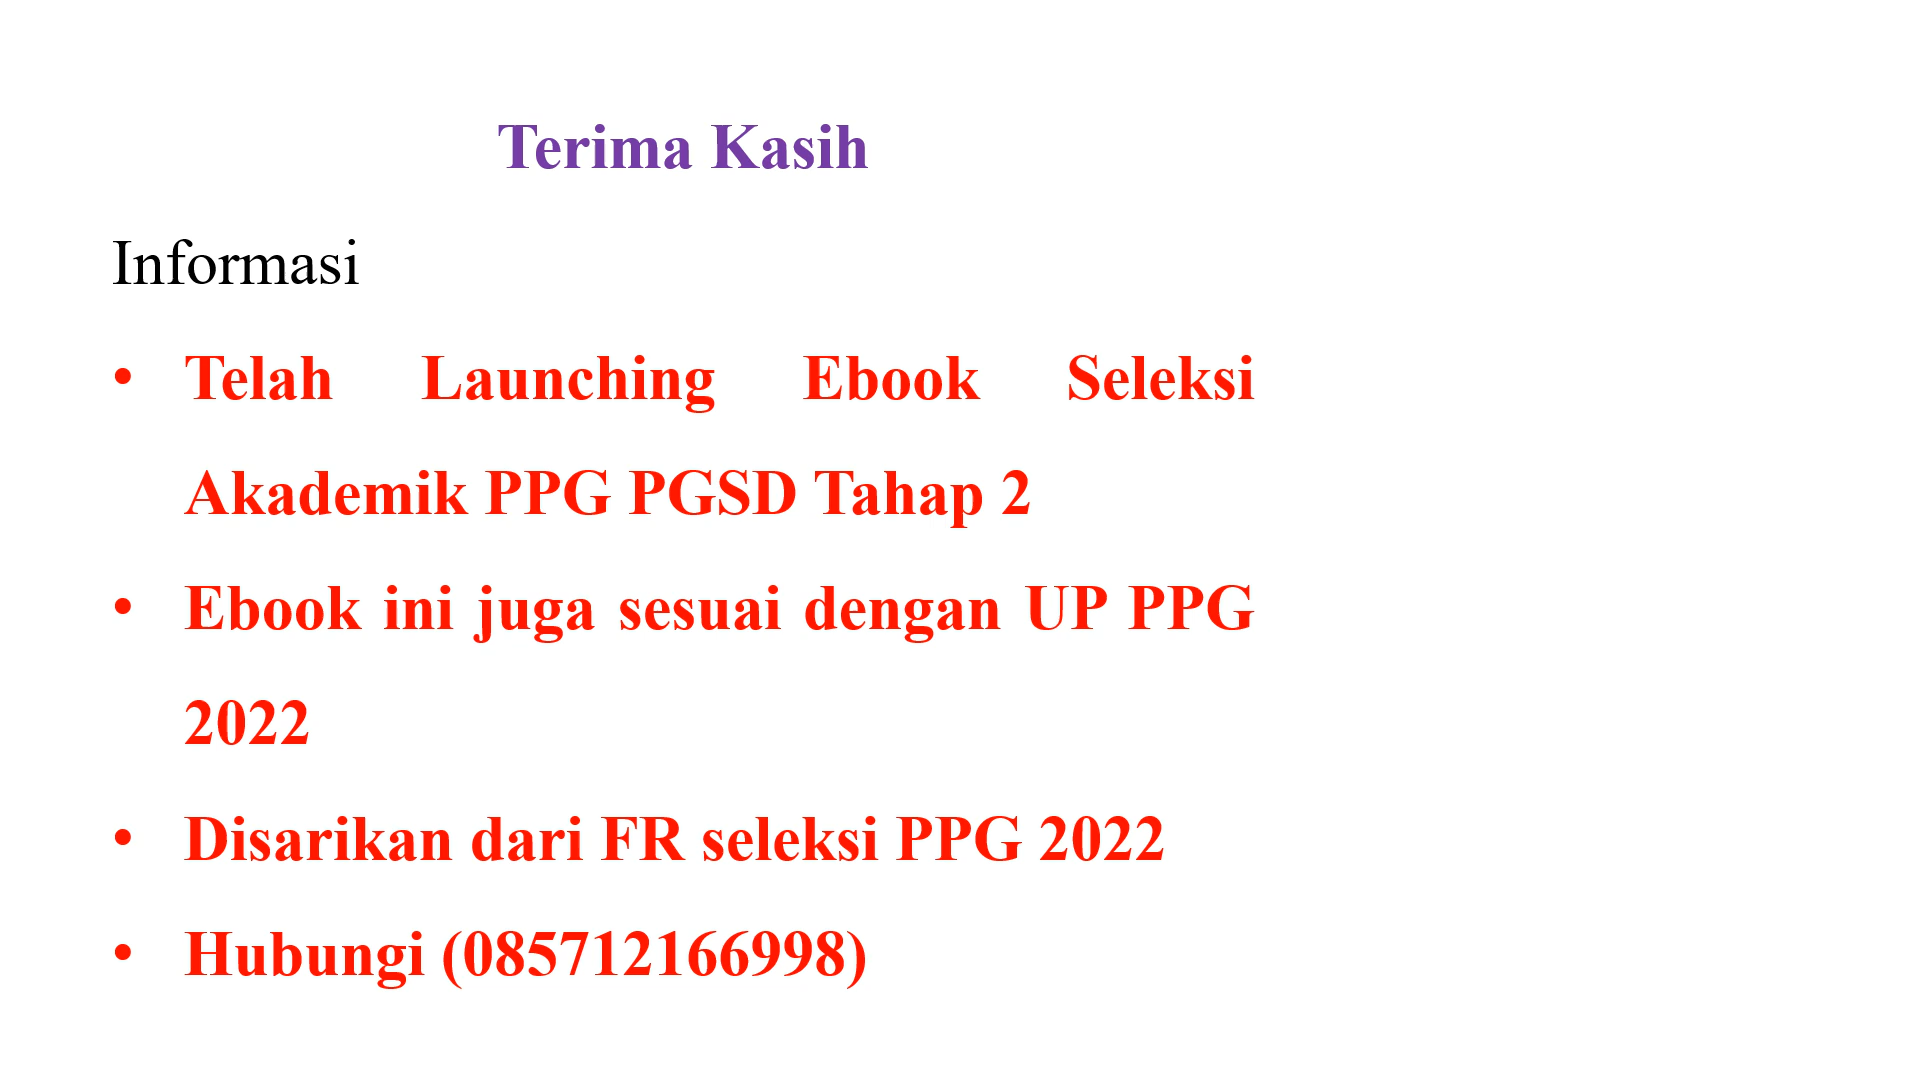 Terima Kasih
Informasi
• Telah Launching Ebook Seleksi
Akademik PPG PGSD Tahap 2
• Ebook ini juga sesuai dengan UP PPG
2022
• Disarikan dari FR seleksi PPG 2022
• Hubungi (085712166998)